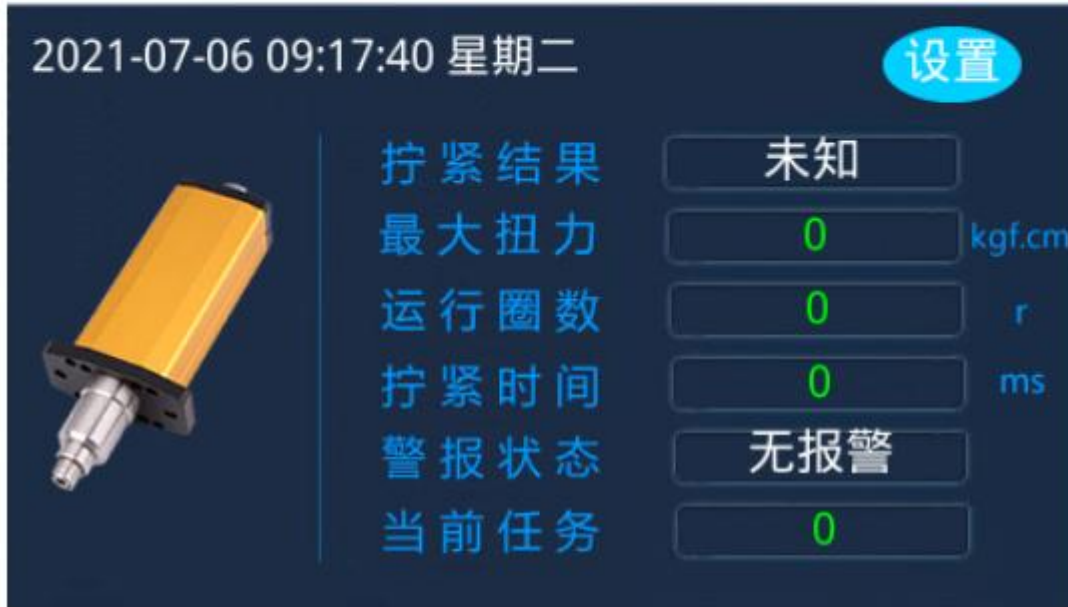 2021-07-06 09:17:40 星期二 设置
拧紧结果 未知
最大扭力 0 kgf.cm
运行圈数 0 r
拧紧时间 0 ms
警报状态 无报警
当前任务 0